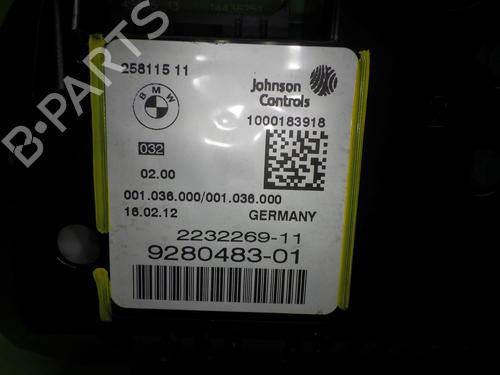 258115 11
BMW
Johnson
Controls
1000183918
032
02.00
001.036.000/001.036.000
16.02.12
GERMANY
2232269-11
9280483-01
B-PARTS